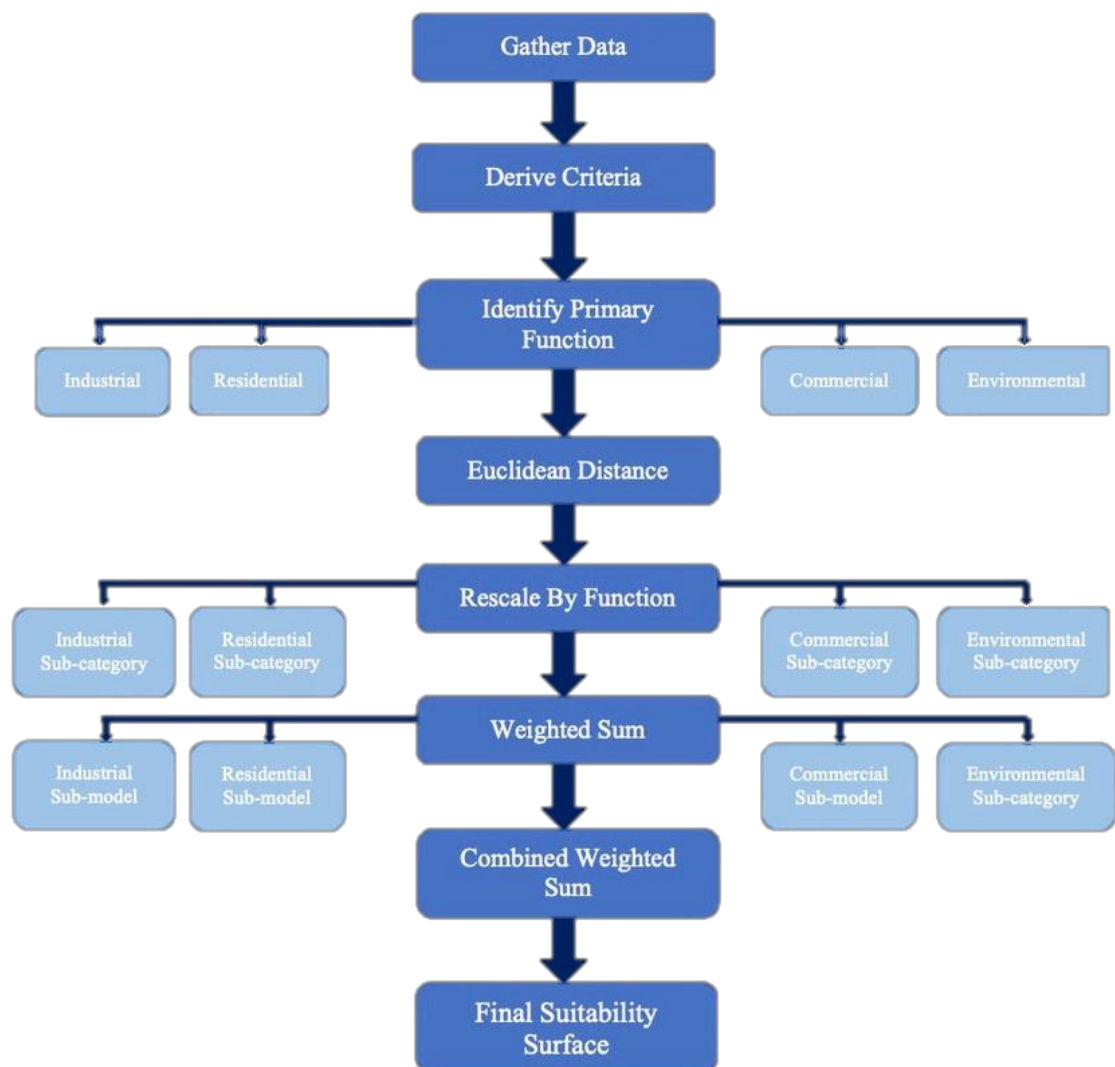 Gather Data
Derive Criteria
Identify Primary
Function
Industrial
Residential
Commercial
Environmental
Euclidean Distance
Rescale By Function
Industrial
Sub-category
Residential
Sub-category
Commercial
Sub-category
Environmental
Sub-category
Weighted Sum
Industrial
Sub-model
Residential
Sub-model
Commercial
Sub-model
Environmental
Sub-category
Combined Weighted
Sum
Final Suitability
Surface